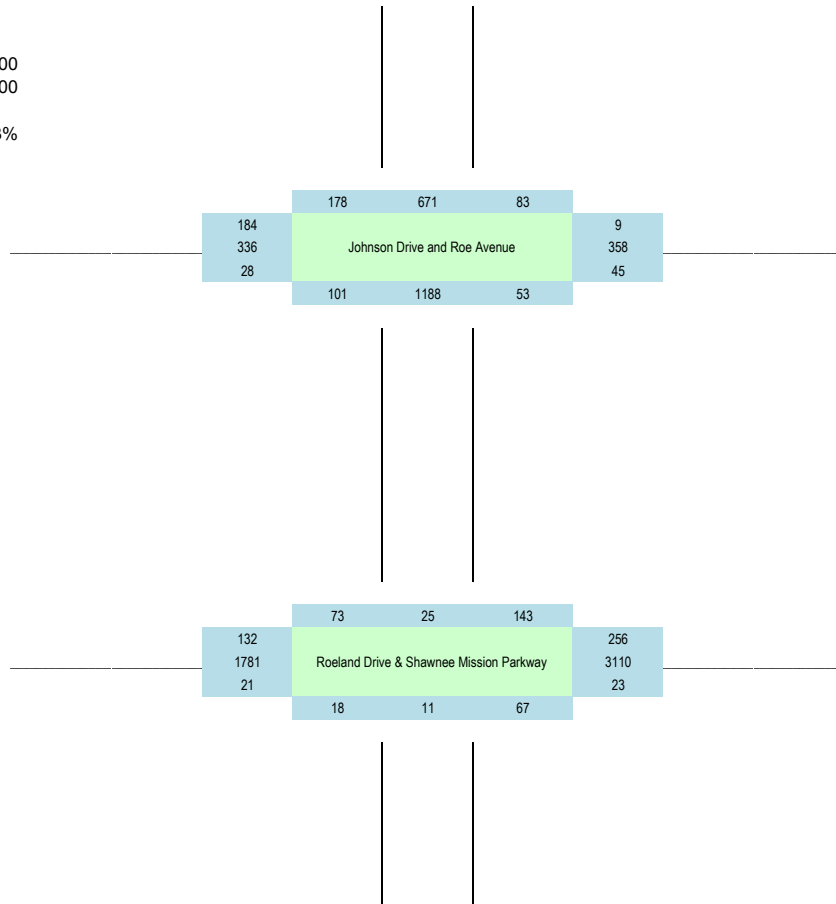 00
00
%
178 671 83
184 9
336 Johnson Drive and Roe Avenue 358
28 45
101 1188 53
73 25 143
132 256
1781 Roeland Drive & Shawnee Mission Parkway 3110
21 23
18 11 67